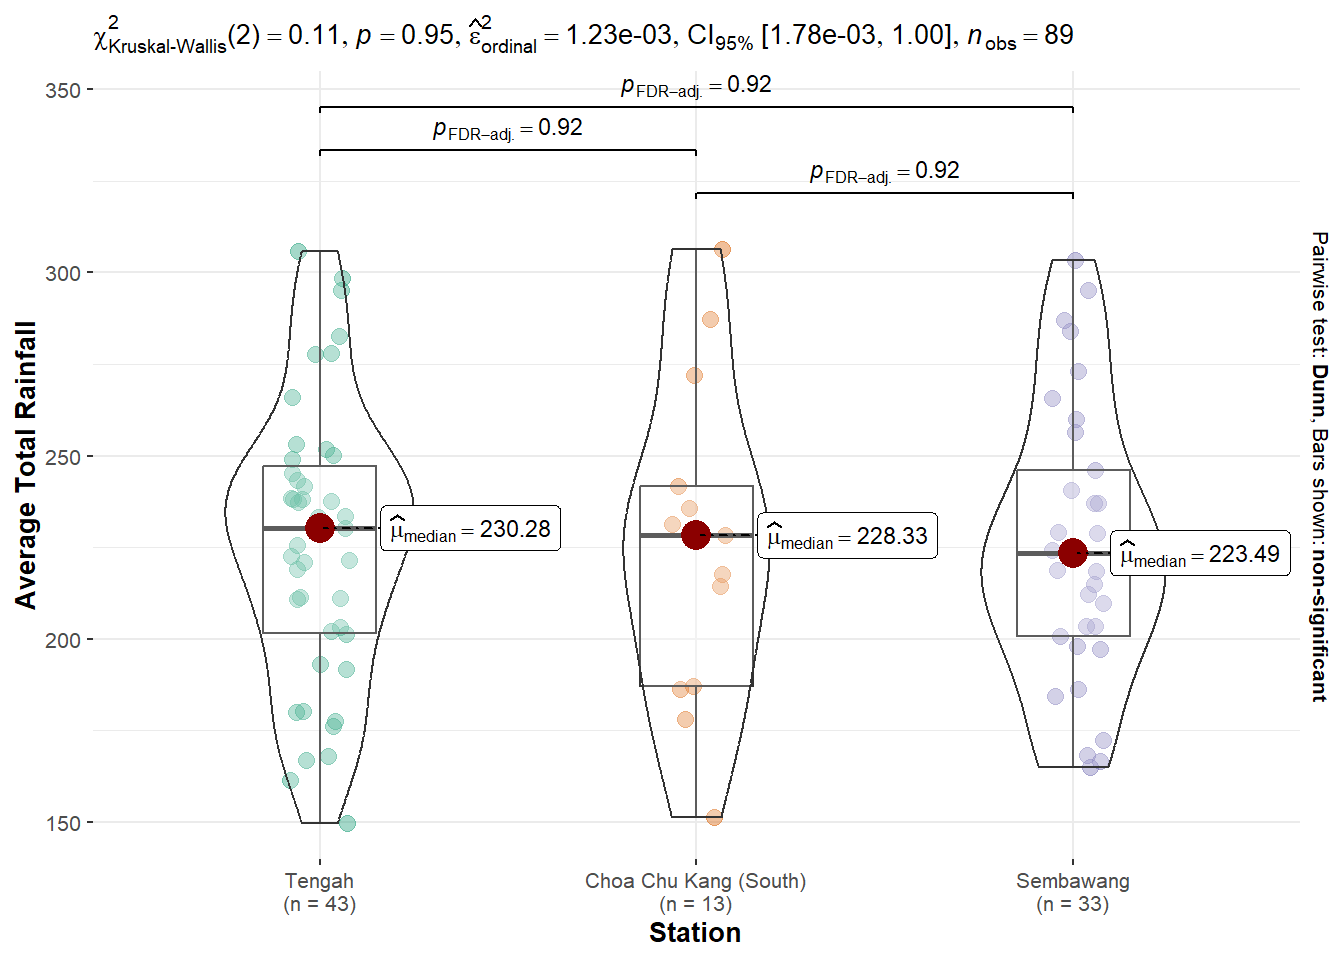 χ²Kruskal-Wallis(2) = 0.11, p = 0.95, ε̂²ordinal = 1.23e-03, CI95% [1.78e-03, 1.00], nobs = 89
350
pFDR–adj. = 0.92
pFDR–adj. = 0.92
pFDR–adj. = 0.92
300
250
200
150
Average Total Rainfall
μ̂median = 230.28
μ̂median = 228.33
μ̂median = 223.49
Pairwise test: Dunn, Bars shown: non-significant
Tengah
(n = 43)
Choa Chu Kang (South)
(n = 13)
Sembawang
(n = 33)
Station